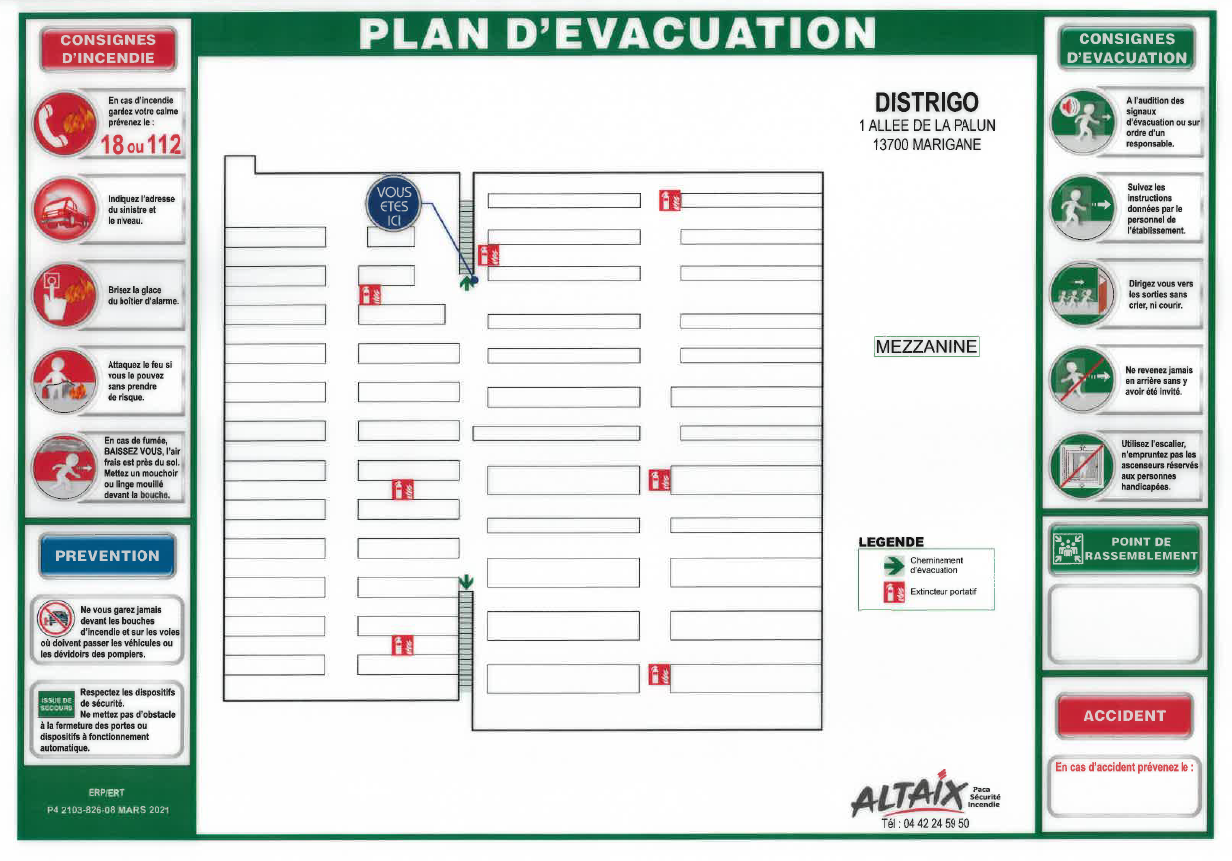 PLAN D'EVACUATION
CONSIGNES
D'INCENDIE
En cas d'incendie
gardez votre calme
prévenez le :
18 ou 112
Indiquez l'adresse
du sinistre et
le niveau.
Brisez la glace
du boîtier d'alarme.
Attaquez le feu si
vous le pouvez
sans prendre
de risque.
En cas de fumée,
BAISSEZ VOUS, l'air
frais est près du sol.
Mettez un mouchoir
ou linge mouillé
devant la bouche.
PREVENTION
Ne vous garez jamais
devant les bouches
d'incendie et sur les voies
où doivent passer les véhicules ou
les dévidoirs des pompiers.
ISSUE DE
SECOURS
Respectez les dispositifs
de sécurité.
Ne mettez pas d'obstacle
à la fermeture des portes ou
dispositifs à fonctionnement
automatique.
ERP/ERT
P4 2103-826-08 MARS 2021
VOUS
ETES
ICI
DISTRIGO
1 ALLEE DE LA PALUN
13700 MARIGANE
MEZZANINE
LEGENDE
Cheminement
d'évacuation
Extincteur portatif
ALTAIX
Paca
Sécurité
Incendie
Tél : 04 42 24 59 50
CONSIGNES
D'EVACUATION
A l'audition des
signaux
d'évacuation ou sur
ordre d'un
responsable.
Suivez les
instructions
données par le
personnel de
l'établissement.
Dirigez vous vers
les sorties sans
crier, ni courir.
Ne revenez jamais
en arrière sans y
avoir été invité.
Utilisez l'escalier,
n'empruntez pas les
ascenseurs réservés
aux personnes
handicapées.
POINT DE
RASSEMBLEMENT
ACCIDENT
En cas d'accident prévenez le :